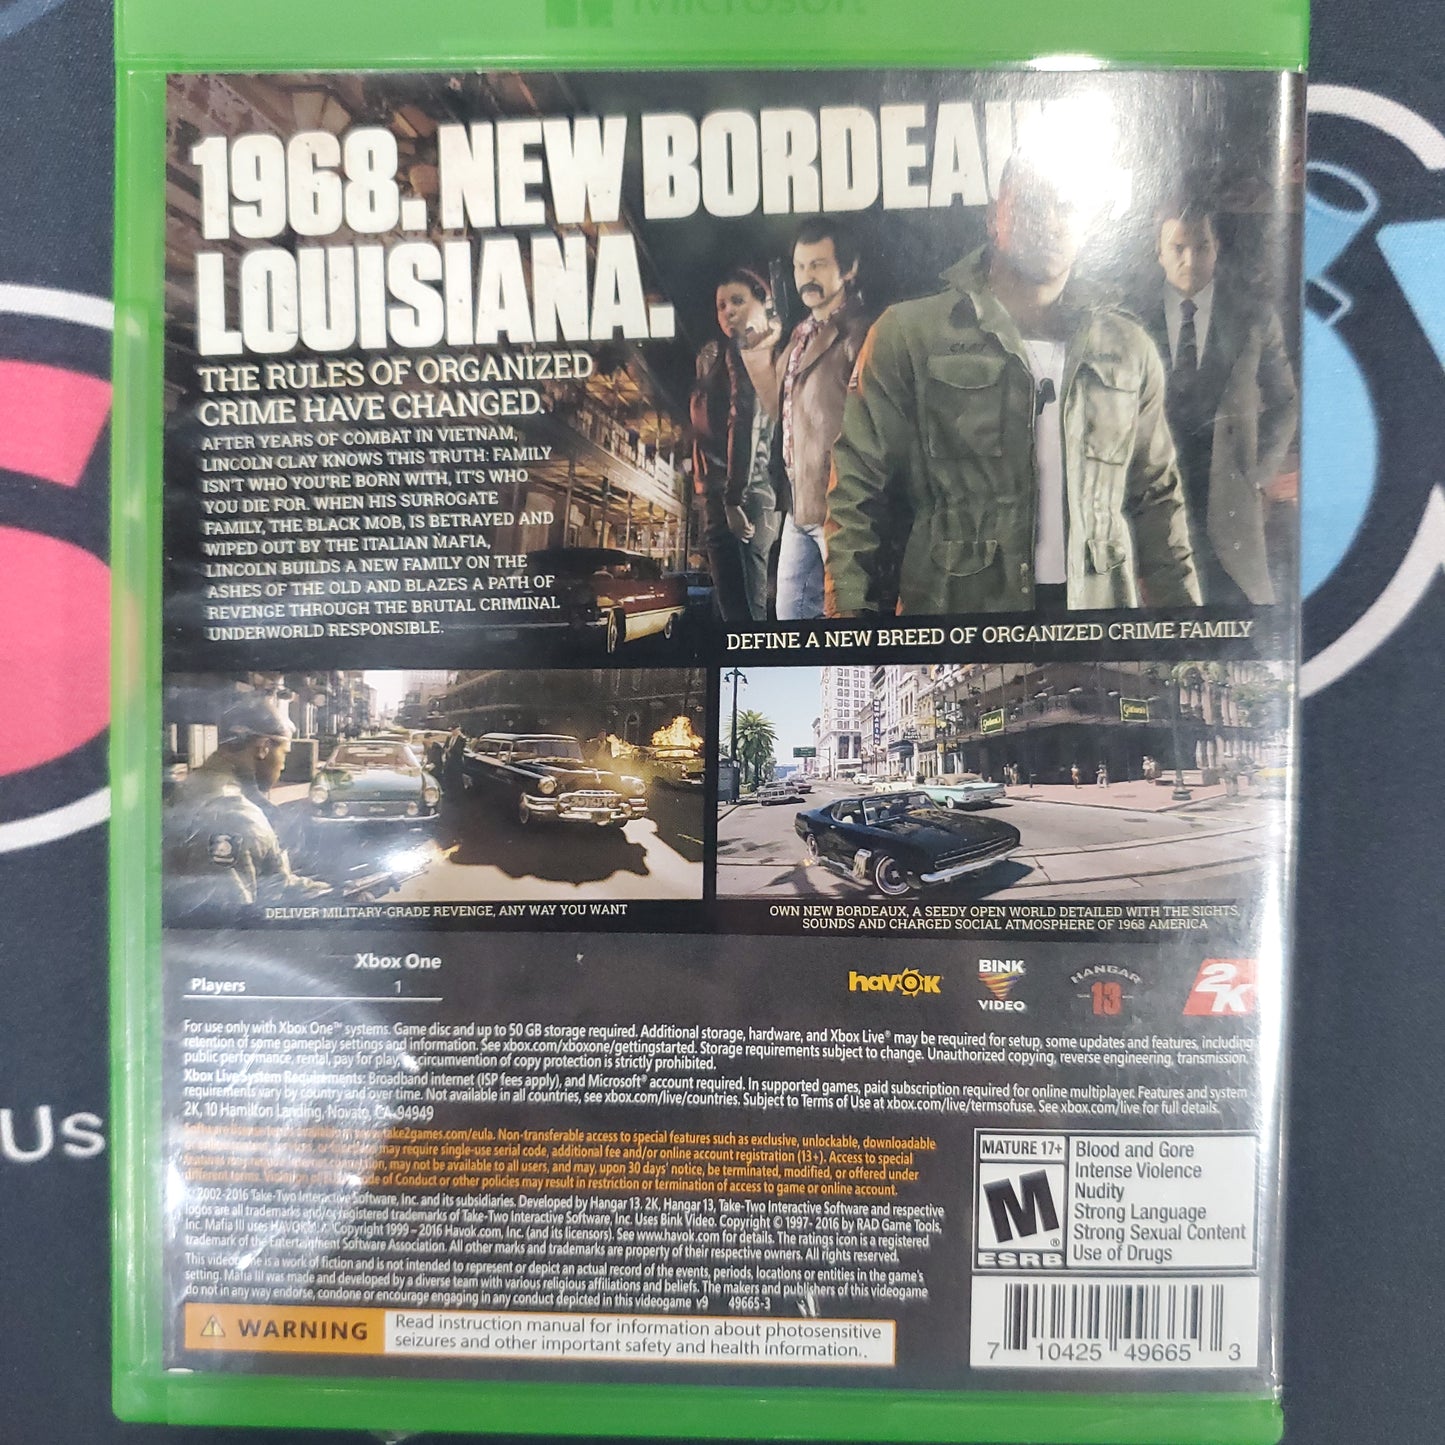 Microsoft
1968. NEW BORDEAUX,
LOUISIANA.
THE RULES OF ORGANIZED
CRIME HAVE CHANGED.
AFTER YEARS OF COMBAT IN VIETNAM,
LINCOLN CLAY KNOWS THIS TRUTH: FAMILY
ISN'T WHO YOU'RE BORN WITH, IT'S WHO
YOU DIE FOR. WHEN HIS SURROGATE
FAMILY, THE BLACK MOB, IS BETRAYED AND
WIPED OUT BY THE ITALIAN MAFIA,
LINCOLN BUILDS A NEW FAMILY ON THE
ASHES OF THE OLD AND BLAZES A PATH OF
REVENGE THROUGH THE BRUTAL CRIMINAL
UNDERWORLD RESPONSIBLE.
DEFINE A NEW BREED OF ORGANIZED CRIME FAMILY
DELIVER MILITARY-GRADE REVENGE, ANY WAY YOU WANT
OWN NEW BORDEAUX, A SEEDY OPEN WORLD DETAILED WITH THE SIGHTS,
SOUNDS AND CHARGED SOCIAL ATMOSPHERE OF 1968 AMERICA
Xbox One
Players 1
havok
BINK
VIDEO
HANGAR
13
2K
For use only with Xbox One™ systems. Game disc and up to 50 GB storage required. Additional storage, hardware, and Xbox Live® may be required for setup, some updates and features, including
retention of some gameplay settings and information. See xbox.com/xboxone/gettingstarted. Storage requirements subject to change. Unauthorized copying, reverse engineering, transmission,
public performance, rental, pay for play, or circumvention of copy protection is strictly prohibited.
Xbox Live System Requirements: Broadband internet (ISP fees apply), and Microsoft® account required. In supported games, paid subscription required for online multiplayer. Features and system
requirements vary by country and over time. Not available in all countries, see xbox.com/live/countries. Subject to Terms of Use at xbox.com/live/termsofuse. See xbox.com/live for full details.
2K, 10 Hamilton Landing, Novato, CA 94949
take2games.com/eula. Non-transferable access to special features such as exclusive, unlockable, downloadable
may require single-use serial code, additional fee and/or online account registration (13+). Access to special
may not be available to all users, and may, upon 30 days' notice, be terminated, modified, or offered under
Code of Conduct or other policies may result in restriction or termination of access to game or online account.
© 2002-2016 Take-Two Interactive Software, Inc. and its subsidiaries. Developed by Hangar 13. 2K, Hangar 13, Take-Two Interactive Software and respective
logos are all trademarks and/or registered trademarks of Take-Two Interactive Software, Inc. Uses Bink Video. Copyright © 1997- 2016 by RAD Game Tools,
Inc. Mafia III uses HAVOK Copyright 1999 – 2016 Havok.com, Inc. (and its licensors). See www.havok.com for details. The ratings icon is a registered
trademark of the Entertainment Software Association. All other marks and trademarks are property of their respective owners. All rights reserved.
This videogame is a work of fiction and is not intended to represent or depict an actual record of the events, periods, locations or entities in the game's
setting. Mafia III was made and developed by a diverse team with various religious affiliations and beliefs. The makers and publishers of this videogame
do not in any way endorse, condone or encourage engaging in any conduct depicted in this videogame v9 49665-3
WARNING
Read instruction manual for information about photosensitive
seizures and other important safety and health information..
MATURE 17+
M
®
ESRB
Blood and Gore
Intense Violence
Nudity
Strong Language
Strong Sexual Content
Use of Drugs
7 10425 49665 3
Us